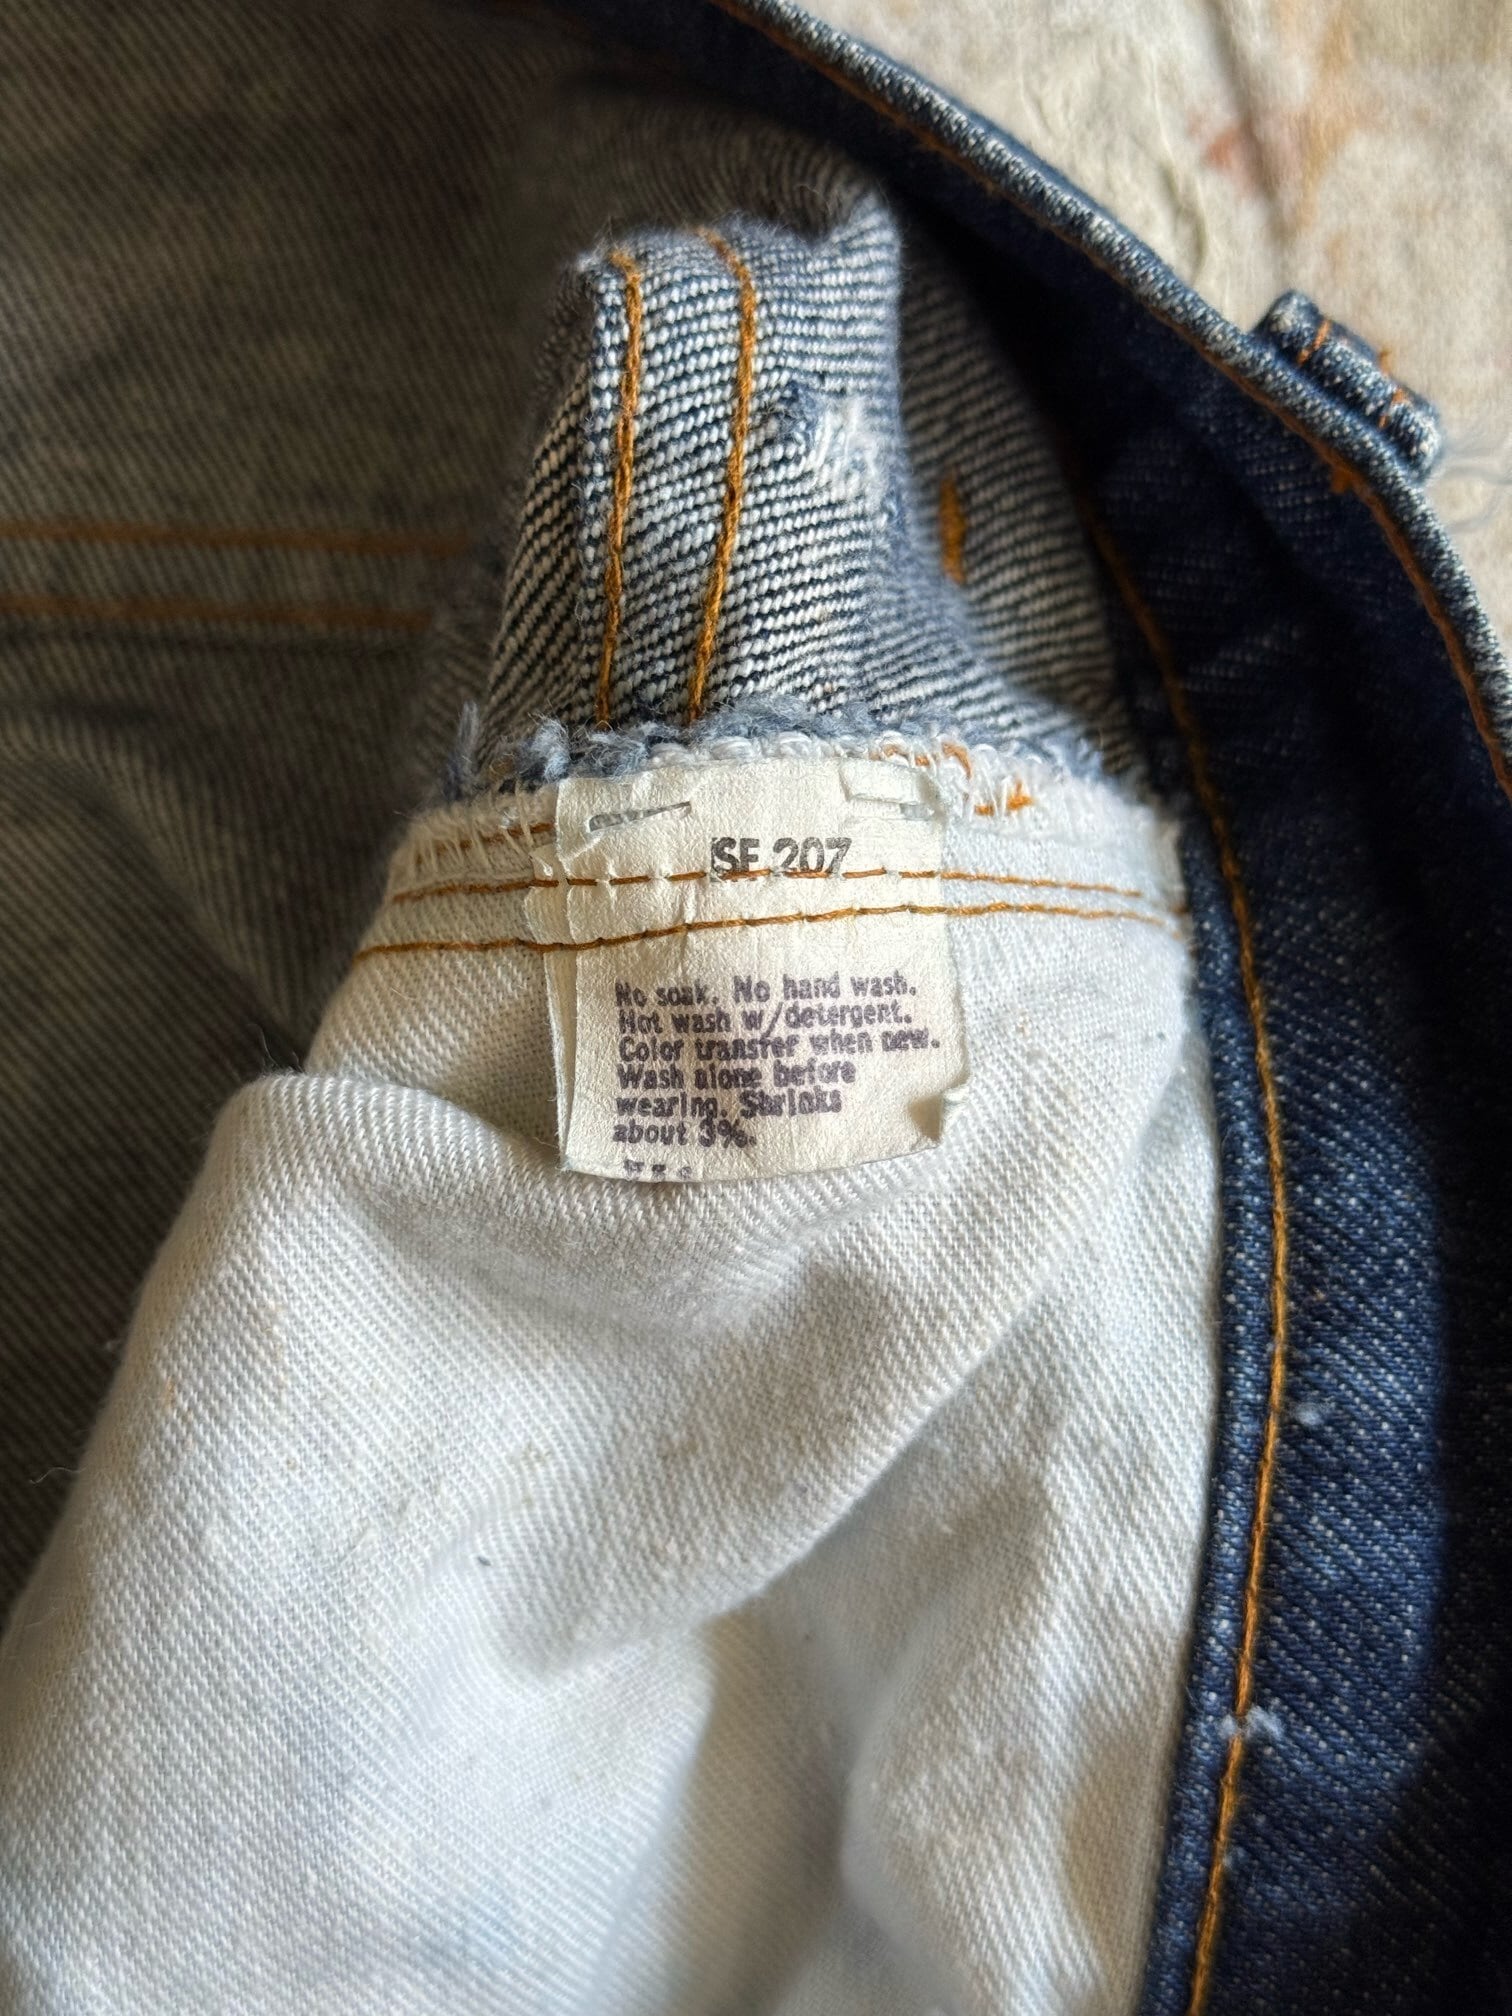 SF 207
No soak. No hand wash.
Hot wash w/detergent.
Color transfer when new.
Wash alone before
wearing. Shrinks
about 3%.